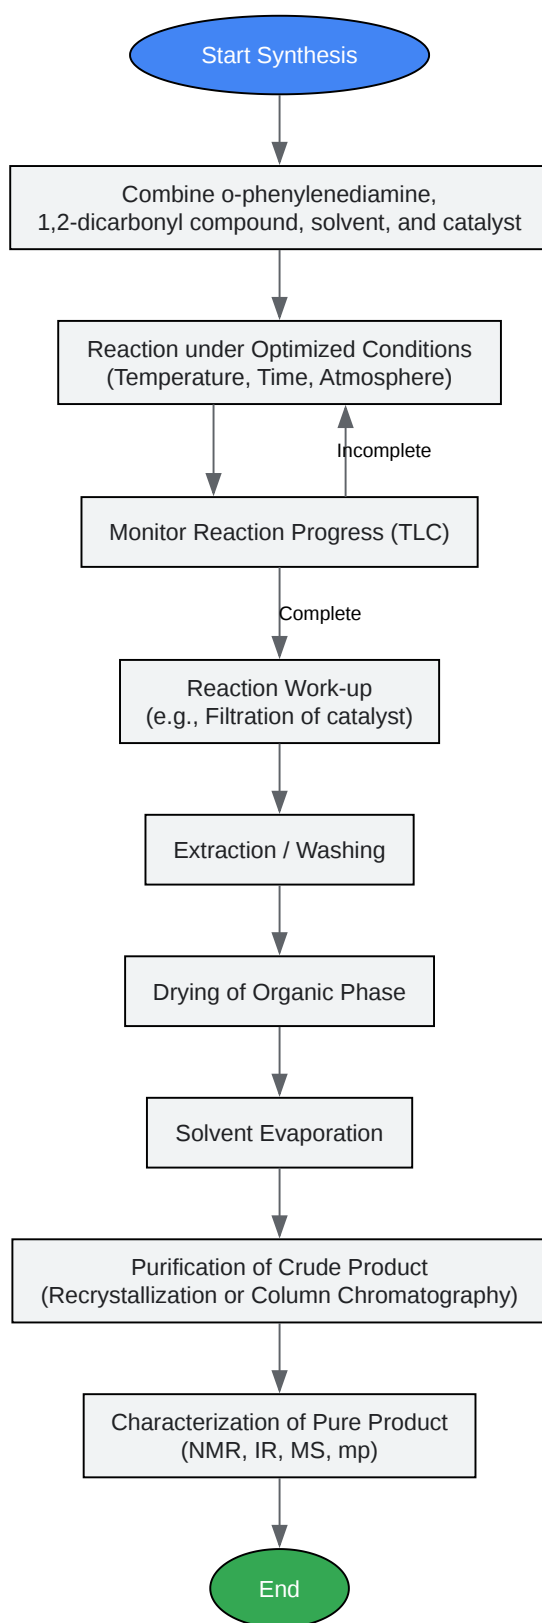 Start Synthesis
Combine o-phenylenediamine,
1,2-dicarbonyl compound, solvent, and catalyst
Reaction under Optimized Conditions
(Temperature, Time, Atmosphere)
Incomplete
Monitor Reaction Progress (TLC)
Complete
Reaction Work-up
(e.g., Filtration of catalyst)
Extraction / Washing
Drying of Organic Phase
Solvent Evaporation
Purification of Crude Product
(Recrystallization or Column Chromatography)
Characterization of Pure Product
(NMR, IR, MS, mp)
End